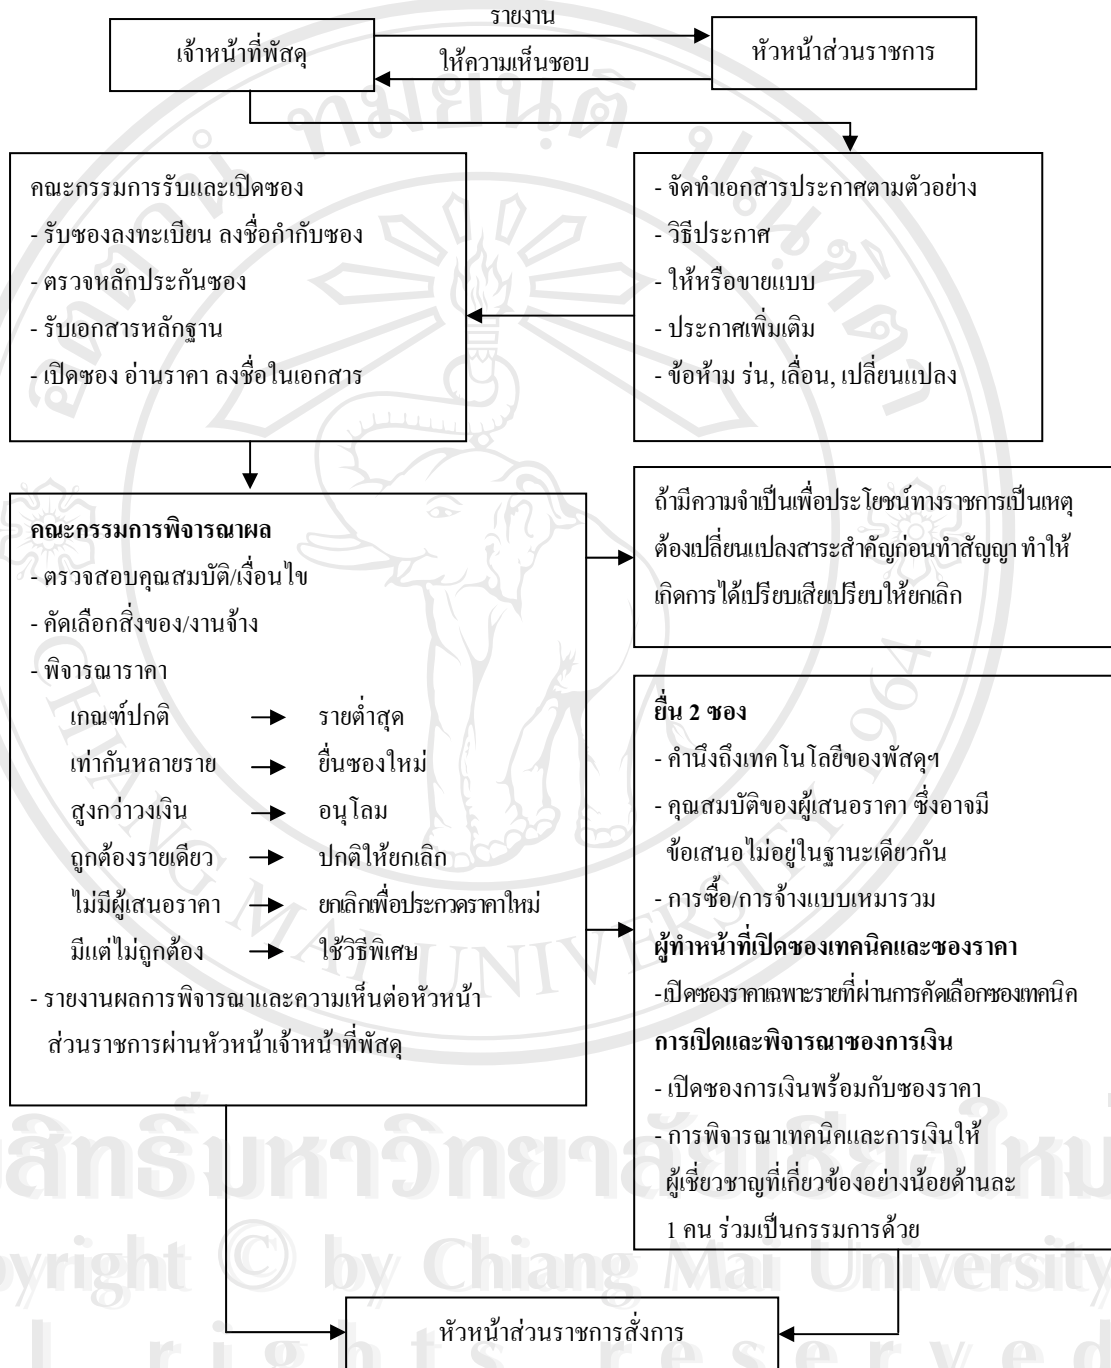 รายงาน
เจ้าหน้าที่พัสดุ
หัวหน้าส่วนราชการ
ให้ความเห็นชอบ
คณะกรรมการรับและเปิดซอง
- รับซองลงทะเบียน ลงชื่อกำกับซอง
- ตรวจหลักประกันซอง
- รับเอกสารหลักฐาน
- เปิดซอง อ่านราคา ลงชื่อในเอกสาร
- จัดทำเอกสารประกาศตามตัวอย่าง
- วิธีประกาศ
- ให้หรือขายแบบ
- ประกาศเพิ่มเติม
- ข้อห้าม ร่น, เลื่อน, เปลี่ยนแปลง
คณะกรรมการพิจารณาผล
- ตรวจสอบคุณสมบัติ/เงื่อนไข
- คัดเลือกสิ่งของ/งานจ้าง
- พิจารณาราคา
เกณฑ์ปกติ → รายต่ำสุด
เท่ากันหลายราย → ยื่นซองใหม่
สูงกว่าวงเงิน → อนุโลม
ถูกต้องรายเดียว → ปกติให้ยกเลิก
ไม่มีผู้เสนอราคา → ยกเลิกเพื่อประกวดราคาใหม่
มีแต่ไม่ถูกต้อง → ใช้วิธีพิเศษ
- รายงานผลการพิจารณาและความเห็นต่อหัวหน้า
ส่วนราชการผ่านหัวหน้าเจ้าหน้าที่พัสดุ
ถ้ามีความจำเป็นเพื่อประโยชน์ทางราชการเป็นเหตุ
ต้องเปลี่ยนแปลงสาระสำคัญก่อนทำสัญญา ทำให้
เกิดการได้เปรียบเสียเปรียบให้ยกเลิก
ยื่น 2 ซอง
- คำนึงถึงเทคโนโลยีของพัสดุฯ
- คุณสมบัติของผู้เสนอราคา ซึ่งอาจมี
ข้อเสนอไม่อยู่ในฐานะเดียวกัน
- การซื้อ/การจ้างแบบเหมารวม
ผู้ทำหน้าที่เปิดซองเทคนิคและซองราคา
-เปิดซองราคาเฉพาะรายที่ผ่านการคัดเลือกซองเทคนิค
การเปิดและพิจารณาซองการเงิน
- เปิดซองการเงินพร้อมกับซองราคา
- การพิจารณาเทคนิคและการเงินให้
ผู้เชี่ยวชาญที่เกี่ยวข้องอย่างน้อยด้านละ
1 คน ร่วมเป็นกรรมการด้วย
หัวหน้าส่วนราชการสั่งการ
CHIANG MAI UNIVERSITY 1964
สิทธิ์มหาวิทยาลัยเชียงใหม่
by Chiang Mai University
reserved